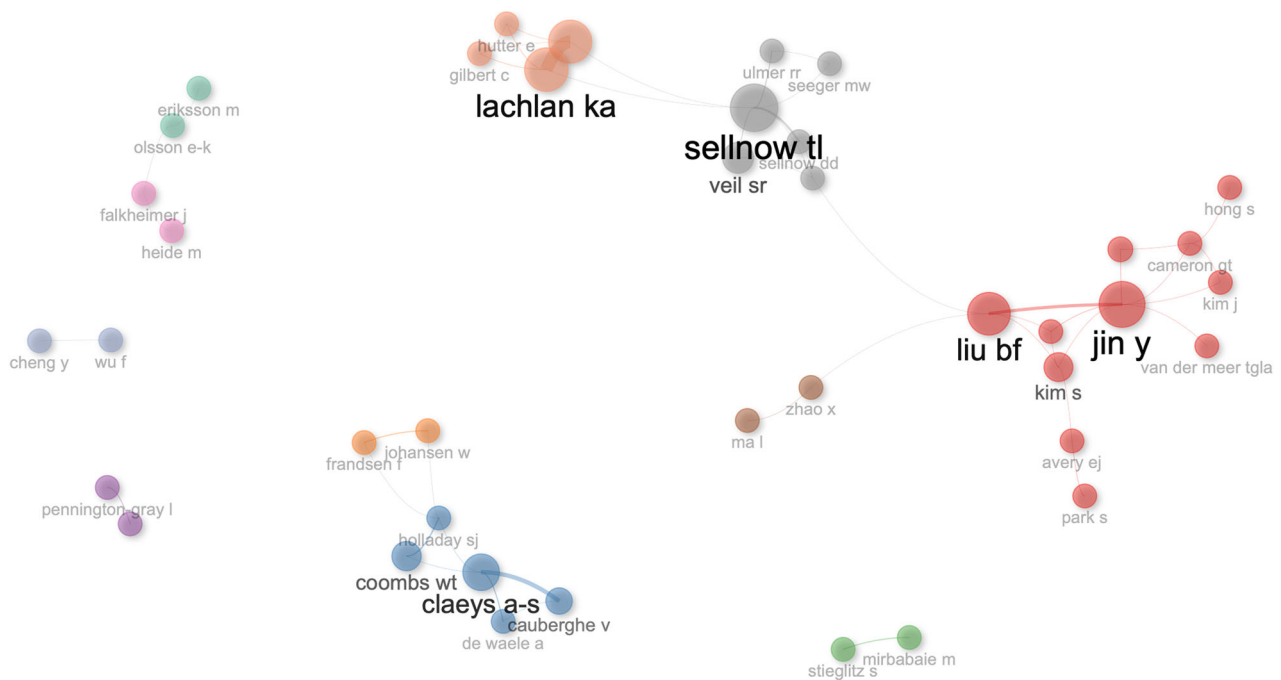 hutter e
gilbert c
lachlan ka
ulmer rr
seeger mw
sellnow tl
sellnow dd
veil sr
eriksson m
olsson e-k
falkheimer j
heide m
hong s
cameron gt
kim j
liu bf
jin y
van der meer tgla
kim s
cheng y
wu f
zhao x
ma l
avery ej
park s
johansen w
frandsen f
pennington-gray l
holladay sj
coombs wt
claeys a-s
cauberghe v
de waele a
mirbabaie m
stieglitz s